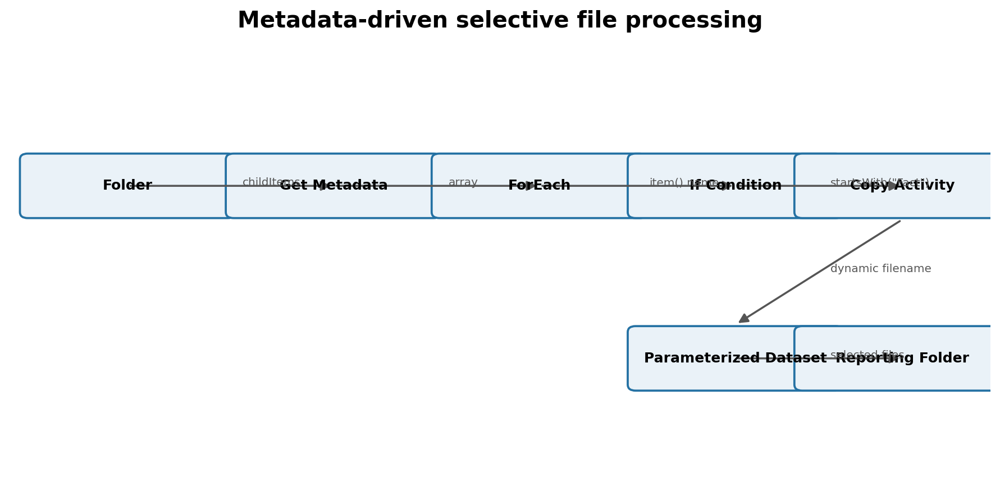 Metadata-driven selective file processing
Folder
childItems
Get Metadata
array
ForEach
item().name
If Condition
startsWith("Fact")
Copy Activity
dynamic filename
Parameterized Dataset
selected files
Reporting Folder